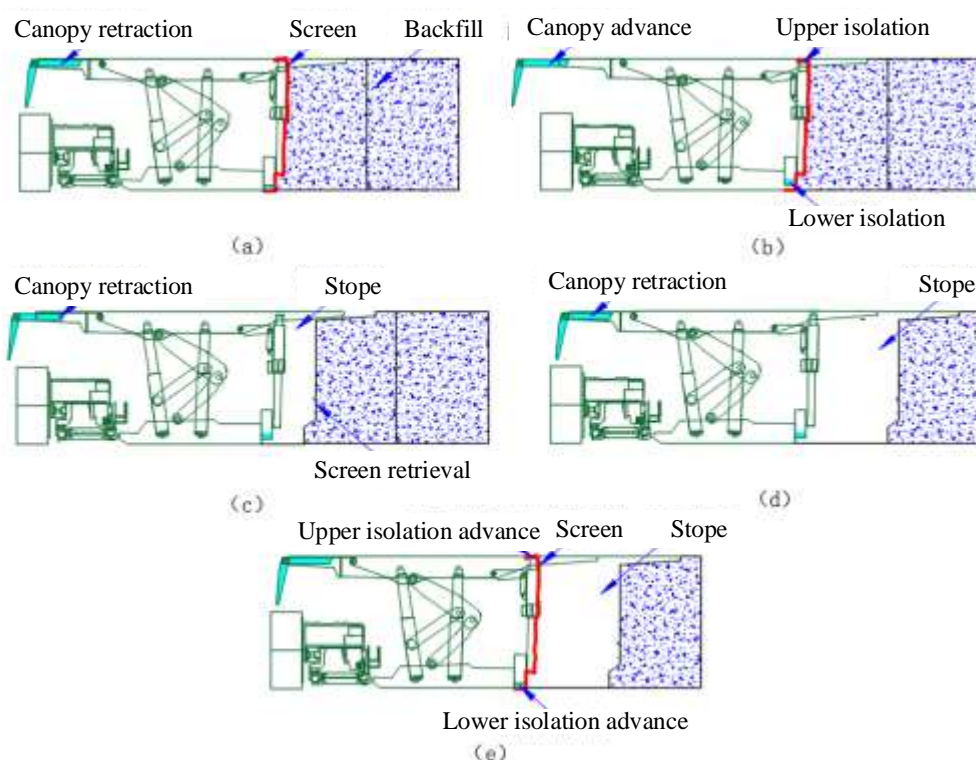 Canopy retraction Screen Backfill
Canopy advance Upper isolation
Lower isolation
(a)
(b)
Canopy retraction Stope
Canopy retraction Stope
Screen retrieval
(c)
(d)
Upper isolation advance Screen Stope
Lower isolation advance
(e)